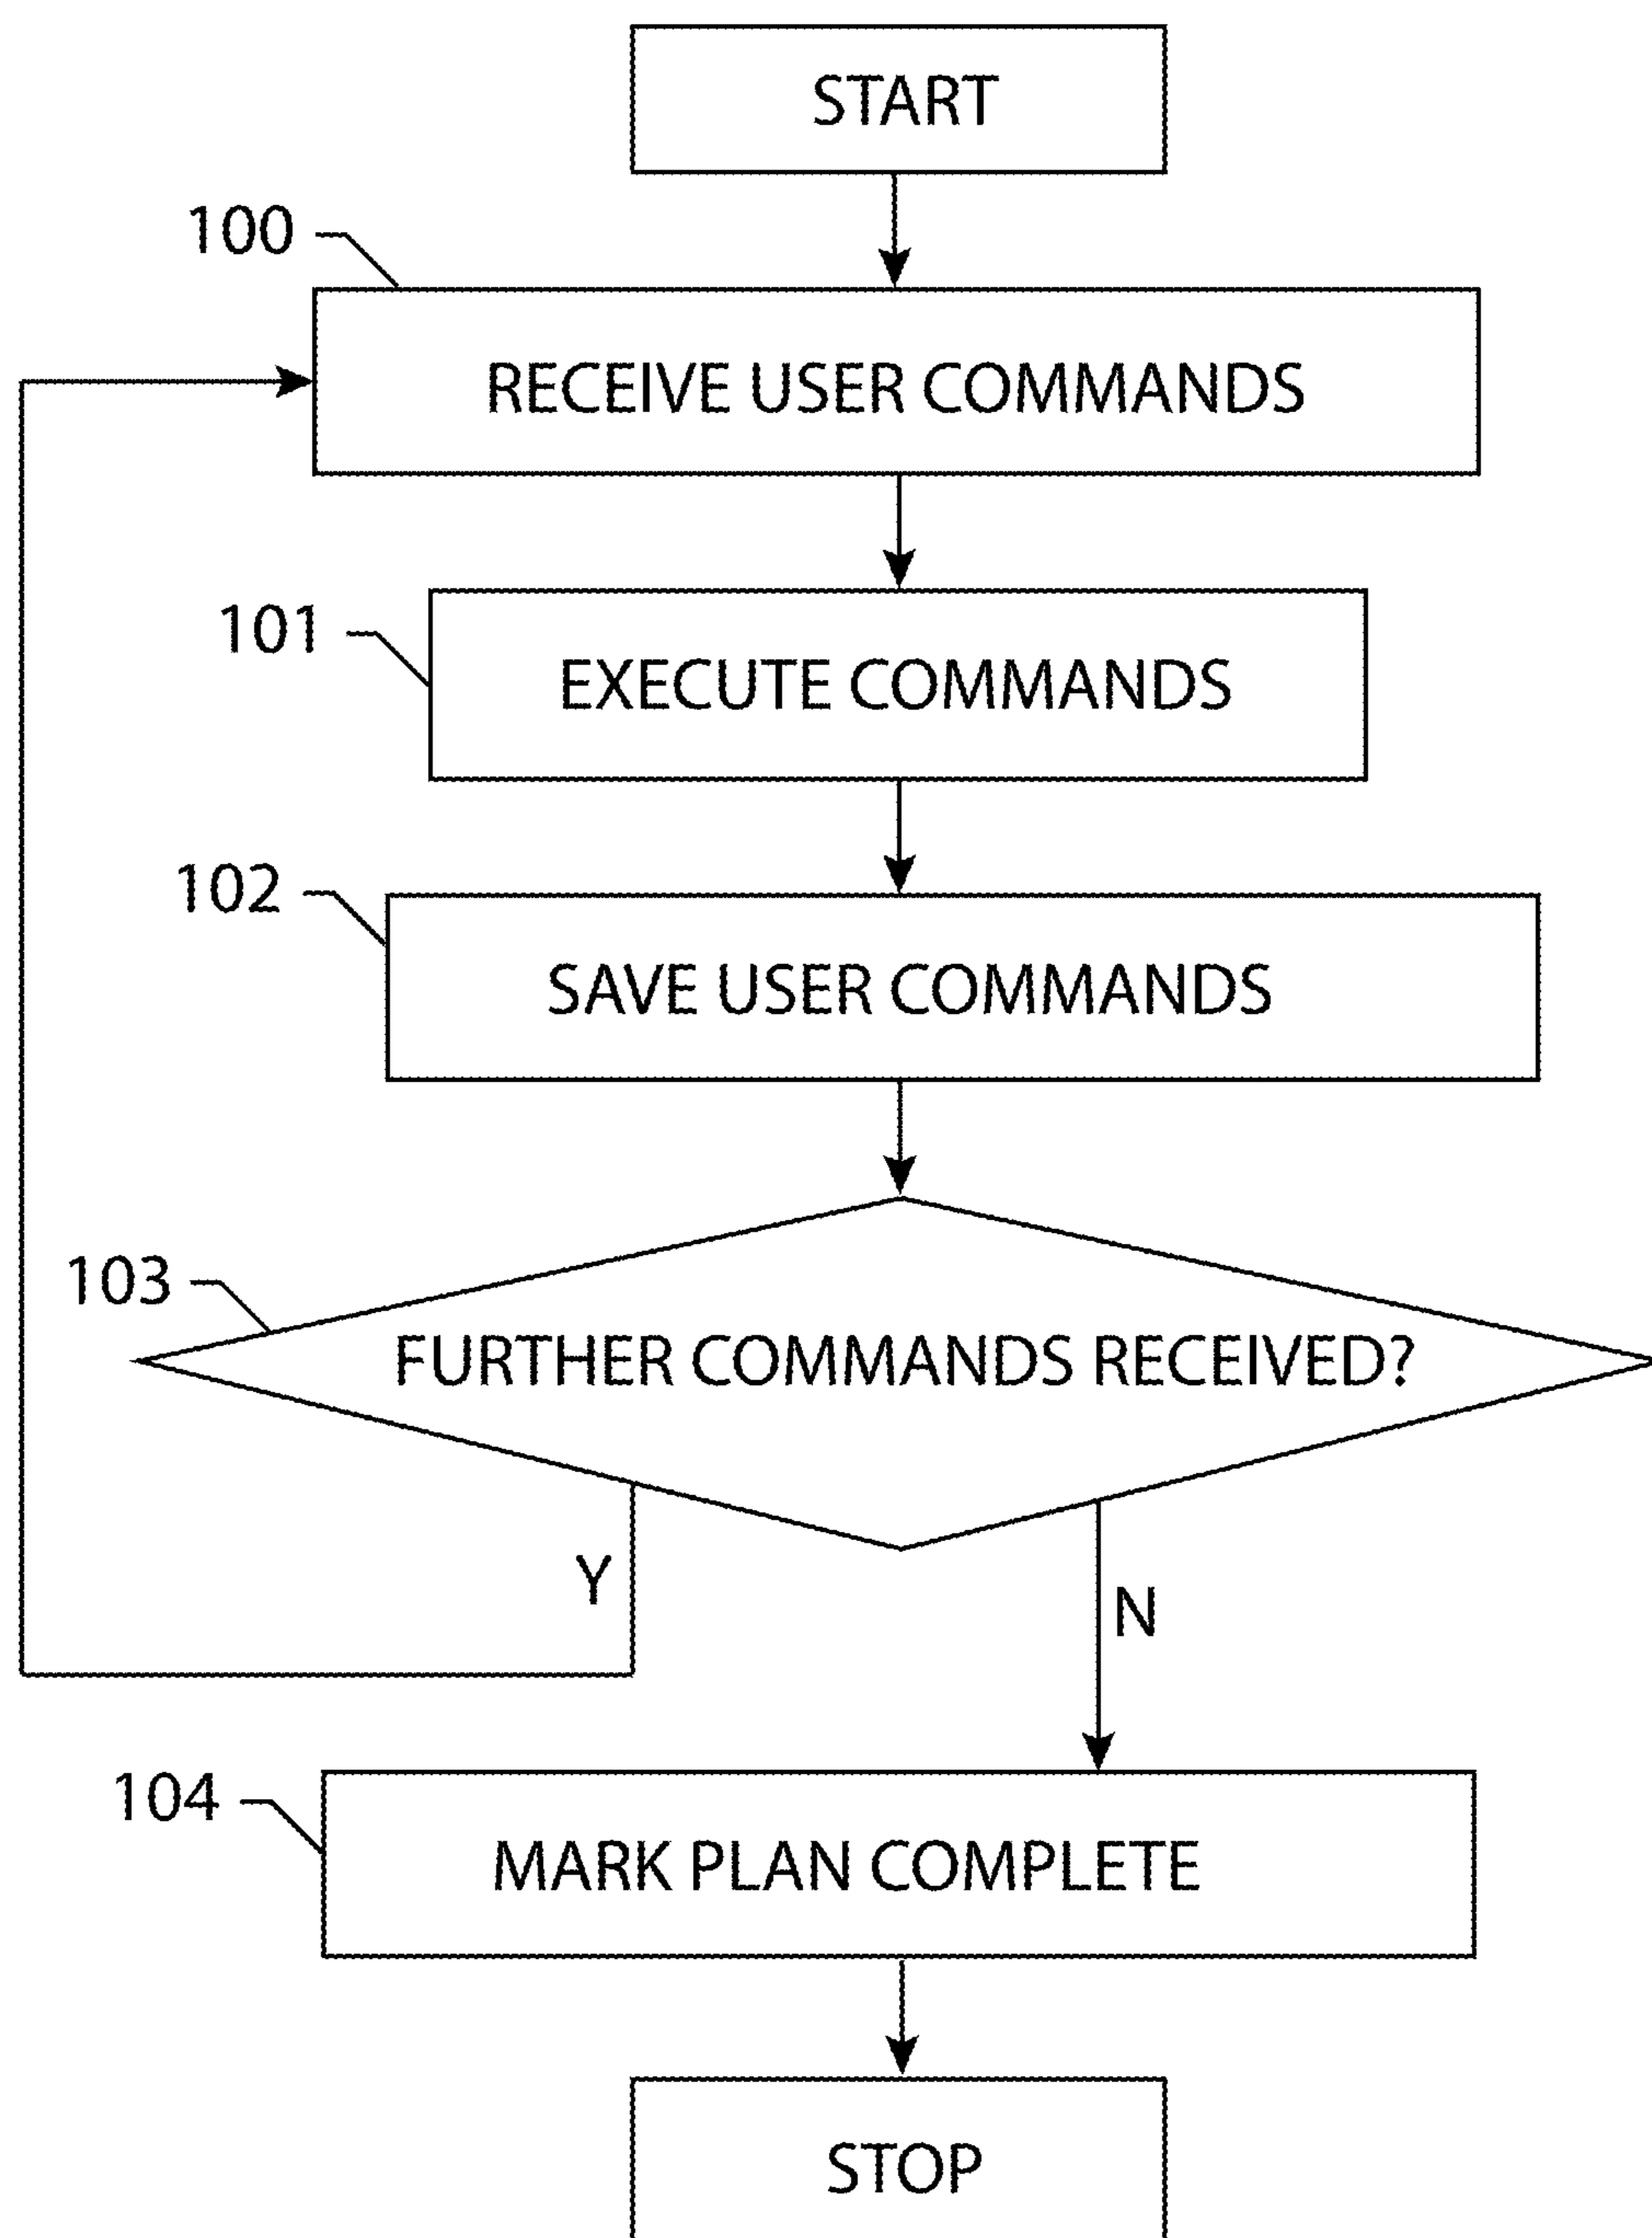 START
100
RECEIVE USER COMMANDS
101
EXECUTE COMMANDS
102
SAVE USER COMMANDS
103
FURTHER COMMANDS RECEIVED?
Y
N
104
MARK PLAN COMPLETE
STOP